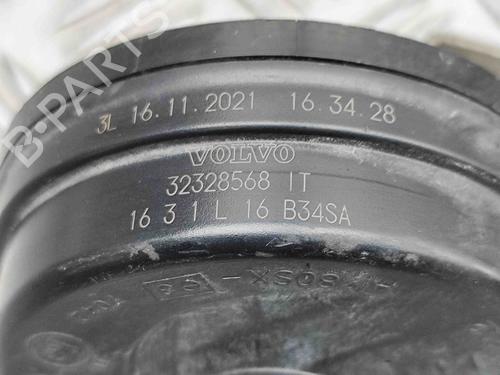 B-PARTS
3L 16.11.2021 16.34.28
VOLVO
32328568 IT
16 3 1 L 16 B34SA